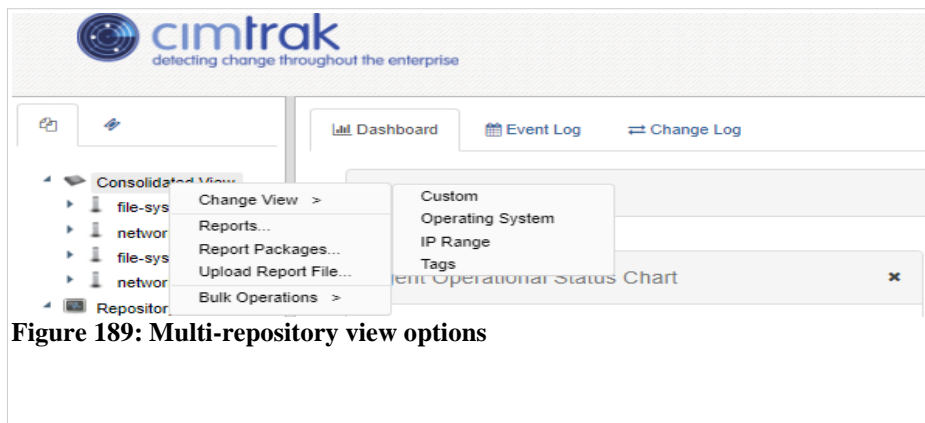 cimtrak
detecting change throughout the enterprise
Dashboard
Event Log
Change Log
Consolidated View
file-sys
networ
file-sys
networ
Repositor
Change View >
Reports...
Report Packages...
Upload Report File...
Bulk Operations >
Custom
Operating System
IP Range
Tags
Operational Status Chart
Figure 189: Multi-repository view options